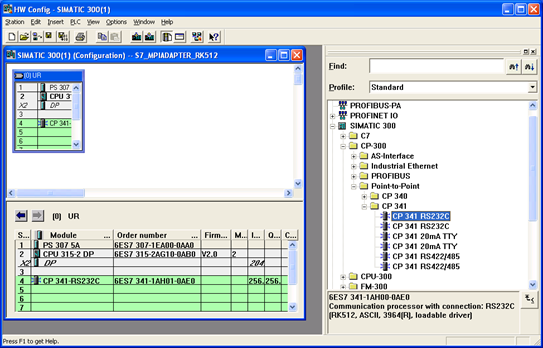 HW Config - SIMATIC 300(1)
Station Edit Insert PLC View Options Window Help
SIMATIC 300(1) (Configuration) -- S7_MPIADAPTER_RK512
(0) UR
1 PS 307
2 CPU 3
X2 DP
3
4 CP 341-
5
6
(0) UR
S... Module ... Order number ... Firm... M... I... Q... C...
1 PS 307 5A 6ES7 307-1EA00-0AA0
2 CPU 315-2 DP 6ES7 315-2AG10-0AB0 V2.0 2
X2 DP 204
3
4 CP 341-RS232C 6ES7 341-1AH01-0AE0 256... 256...
5
6
7
Find:
Profile: Standard
PROFIBUS-PA
PROFINET IO
SIMATIC 300
C7
CP-300
AS-Interface
Industrial Ethernet
PROFIBUS
Point-to-Point
CP 340
CP 341
CP 341 RS232C
CP 341 RS232C
CP 341 20mA TTY
CP 341 20mA TTY
CP 341 RS422/485
CP 341 RS422/485
CPU-300
FM-300
6ES7 341-1AH00-0AE0
Communication processor with connection: RS232C
(RK512, ASCII, 3964(R), loadable driver)
Press F1 to get Help.